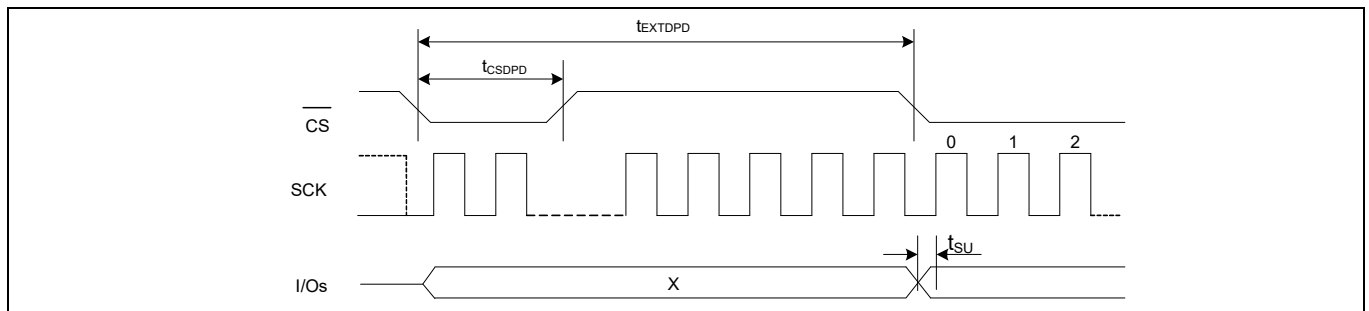 tEXTDPD
tCSDPD
CS
0 1 2
SCK
tSU
I/Os X